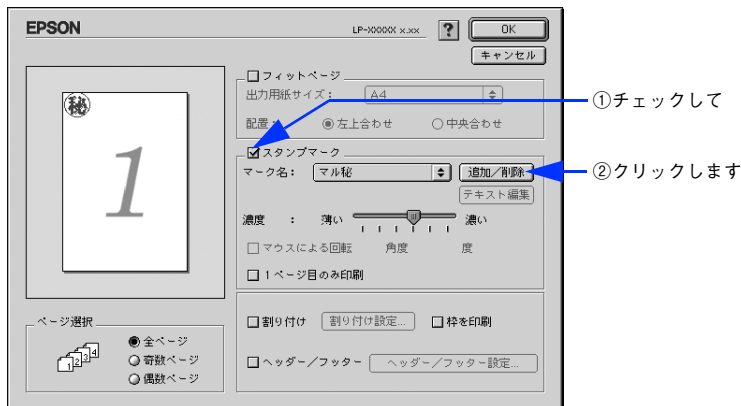 EPSON
LP-XXXXX x.xx
?
OK
キャンセル
フィットページ
出力用紙サイズ： A4
配置： 左上合わせ 中央合わせ
秘
1
スタンプマーク
マーク名： マル秘 追加／削除
テキスト編集
濃度 ： 薄い 濃い
マウスによる回転 角度 度
1ページ目のみ印刷
ページ選択
1 2 3 4
全ページ
奇数ページ
偶数ページ
割り付け 割り付け設定... 枠を印刷
ヘッダー／フッター ヘッダー／フッター設定...
①チェックして
②クリックします